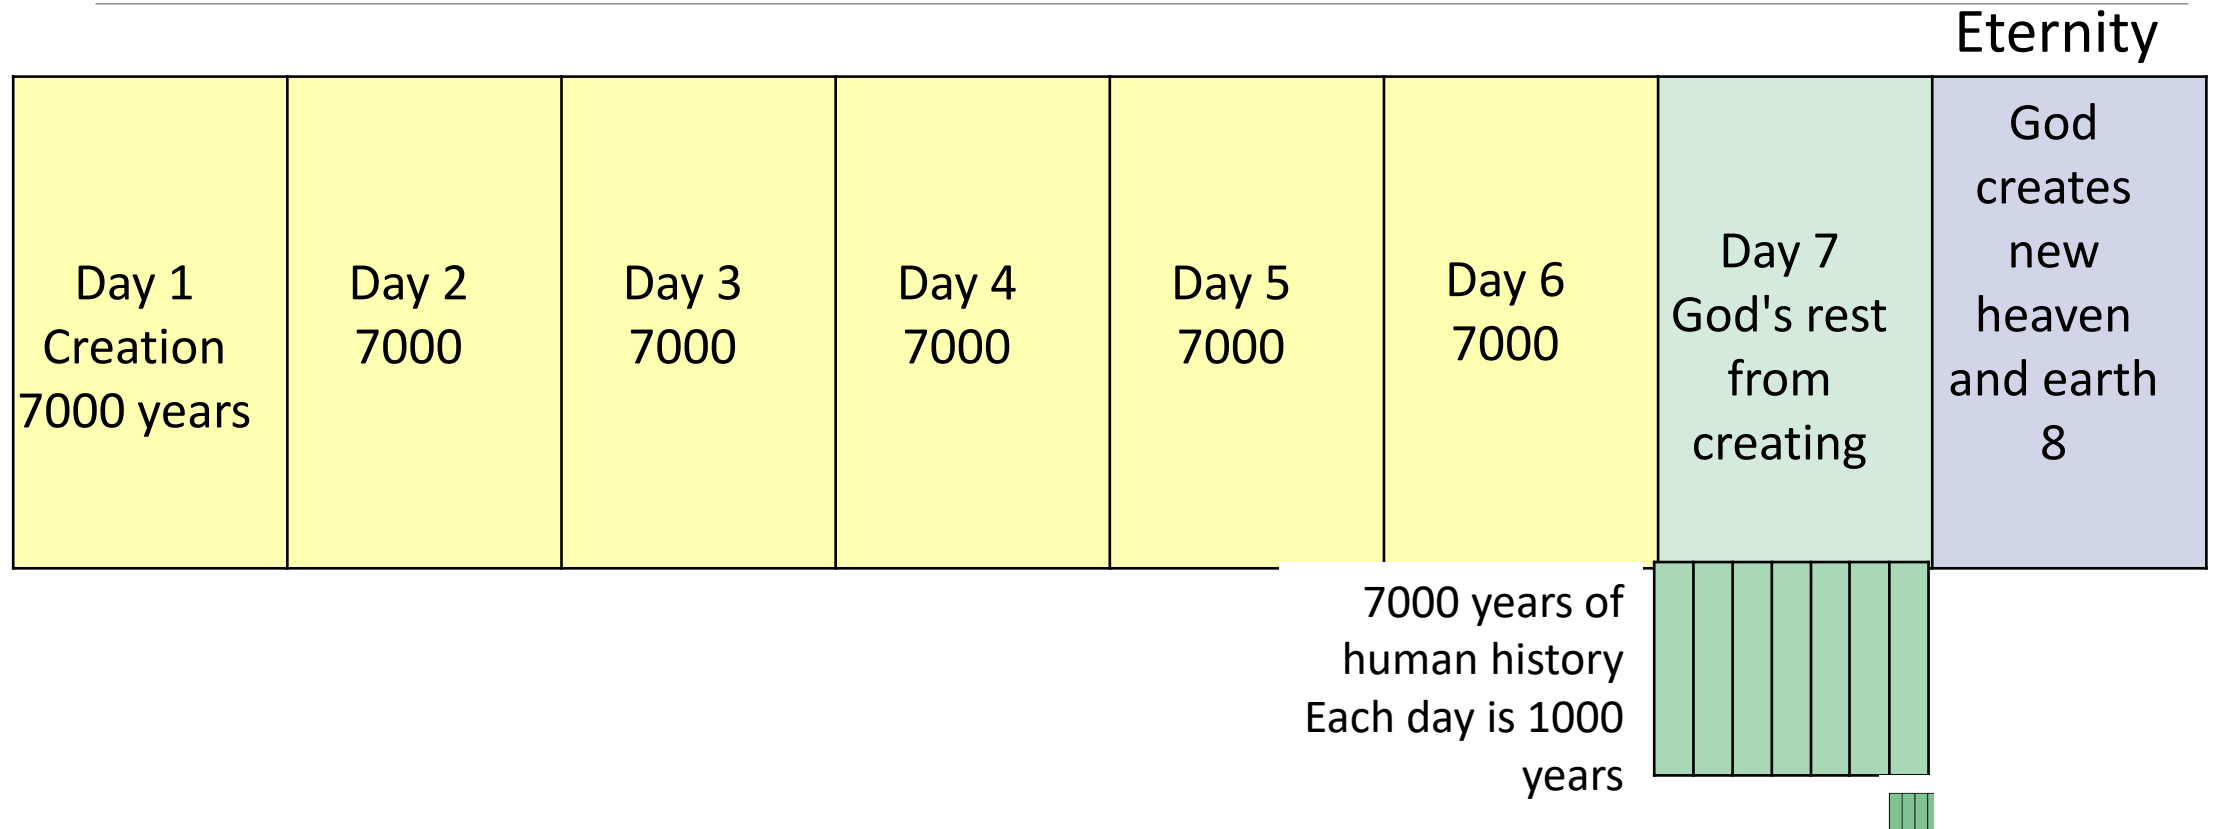 Eternity
Day 1
Creation
7000 years
Day 2
7000
Day 3
7000
Day 4
7000
Day 5
7000
Day 6
7000
Day 7
God's rest
from
creating
God
creates
new
heaven
and earth
8
7000 years of
human history
Each day is 1000
years